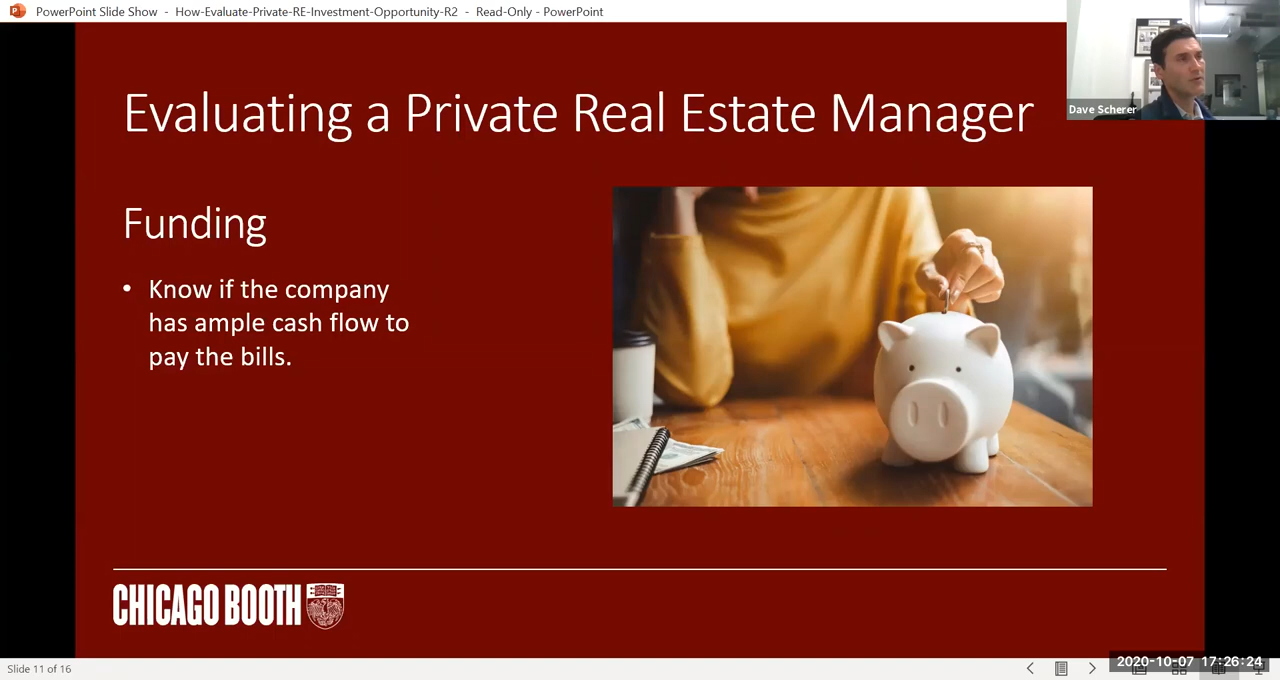 PowerPoint Slide Show - How-Evaluate-Private-RE-Investment-Opportunity-R2 - Read-Only - PowerPoint
Dave Scherer
Evaluating a Private Real Estate Manager
Funding
• Know if the company
has ample cash flow to
pay the bills.
CHICAGO BOOTH
Slide 11 of 16
2020-10-07 17:26:24